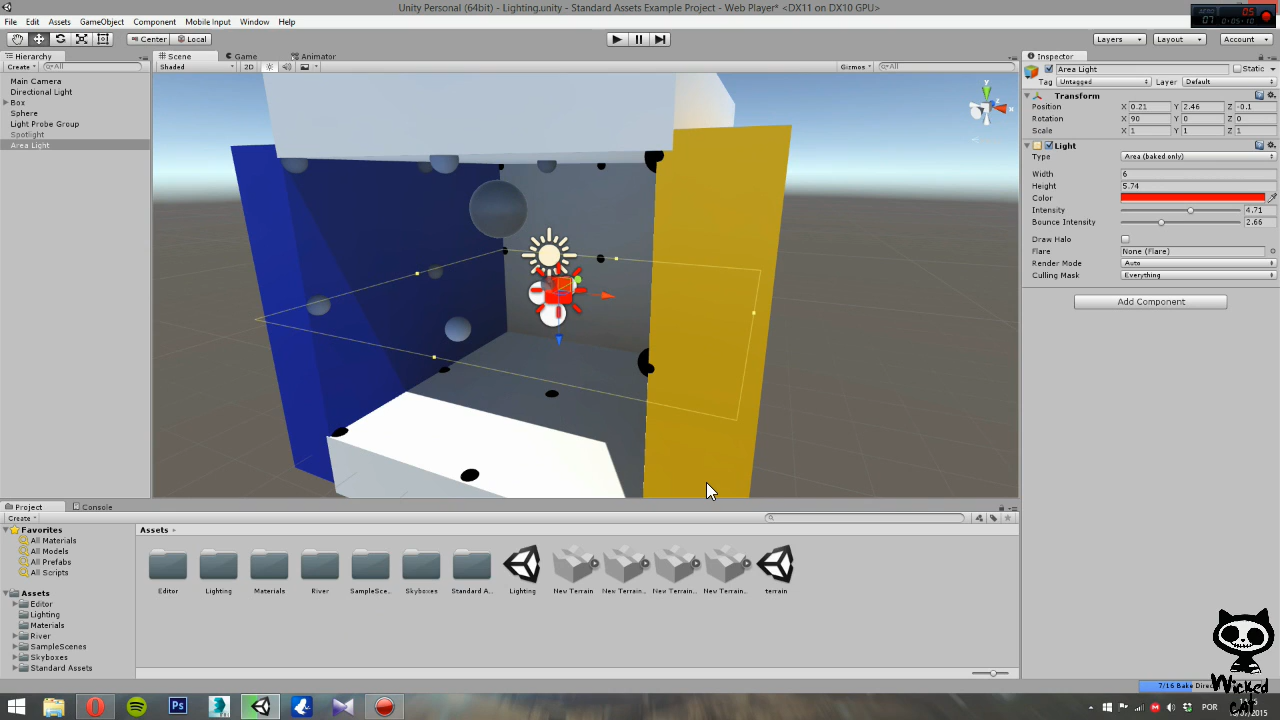 Unity Personal (64bit) - Lighting.unity - Standard Assets Example Project - Web Player* <DX11 on DX10 GPU>
File Edit Assets GameObject Component Mobile Input Window Help
Center Local Layers Layout Account
Hierarchy
Create All
Main Camera
Directional Light
Box
Sphere
Light Probe Group
Spotlight
Area Light
Scene Game Animator
Shaded 2D Gizmos All
y
x
Inspector
Area Light Static
Tag Untagged Layer Default
Transform
Position X 0.21 Y 2.46 Z -0.1
Rotation X 90 Y 0 Z 0
Scale X 1 Y 1 Z 1
Light
Type Area (baked only)
Width 6
Height 5.74
Color
Intensity 4.71
Bounce Intensity 2.66
Draw Halo
Flare None (Flare)
Render Mode Auto
Culling Mask Everything
Add Component
Project Console
Create
Favorites
All Materials
All Models
All Prefabs
All Scripts
Assets
Editor
Lighting
Materials
River
SampleScenes
Skyboxes
Standard Assets
Assets
Editor Lighting Materials River SampleSce... Skyboxes Standard A... Lighting New Terrain New Terrain... New Terrain... New Terrain... terrain
7/16 Bake Dire
Wicked
Cat
Ps
POR